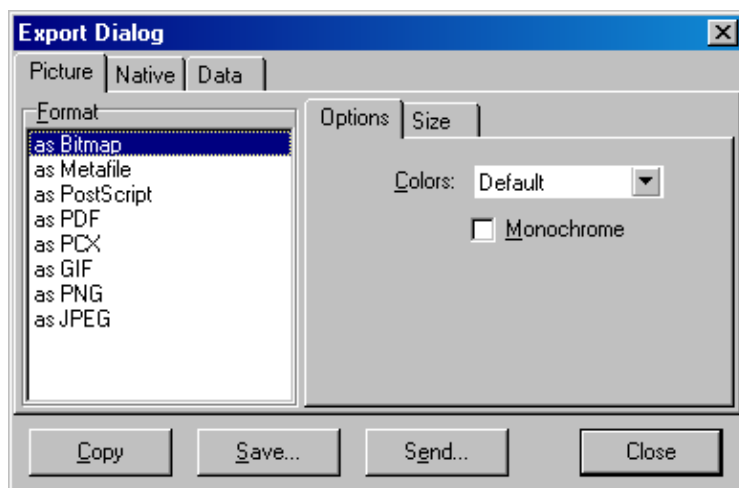 Export Dialog
Picture Native Data
Format
as Bitmap
as Metafile
as PostScript
as PDF
as PCX
as GIF
as PNG
as JPEG
Options Size
Colors: Default
Monochrome
Copy Save... Send... Close